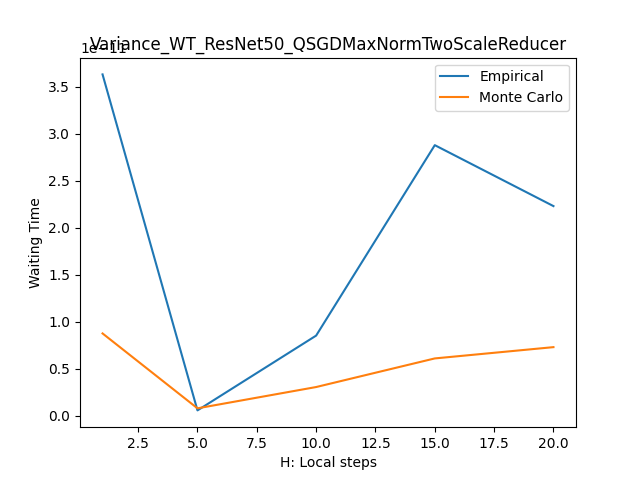 Variance_WT_ResNet50_QSGDMaxNormTwoScaleReducer
1e−11
Empirical
Monte Carlo
3.5
3.0
2.5
2.0
1.5
1.0
0.5
0.0
Waiting Time
2.5 5.0 7.5 10.0 12.5 15.0 17.5 20.0
H: Local steps